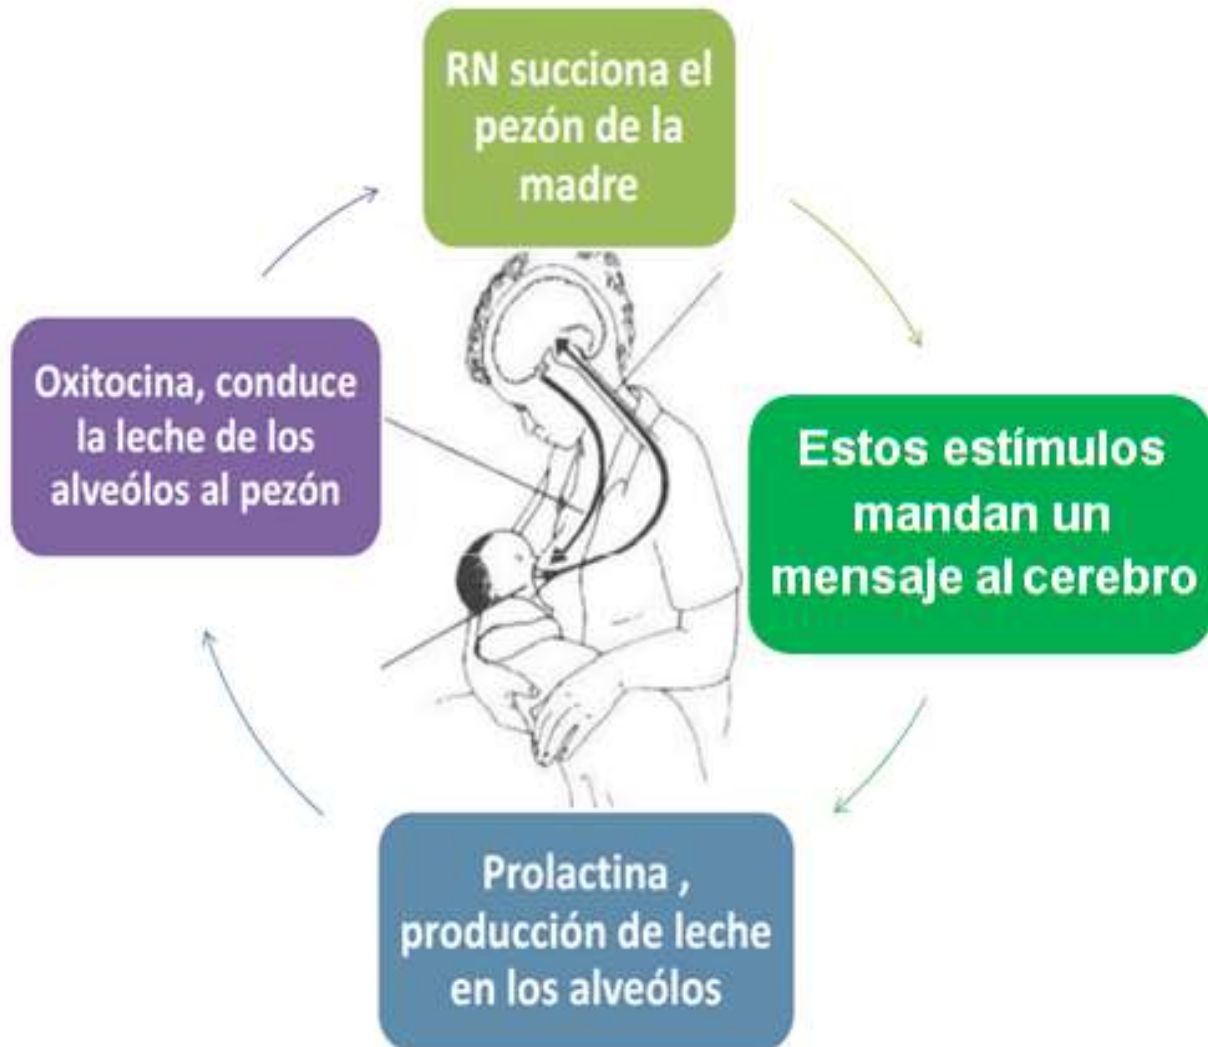 RN succiona el
pezón de la
madre
Estos estímulos
mandan un
mensaje al cerebro
Prolactina ,
producción de leche
en los alveólos
Oxitocina, conduce
la leche de los
alveólos al pezón